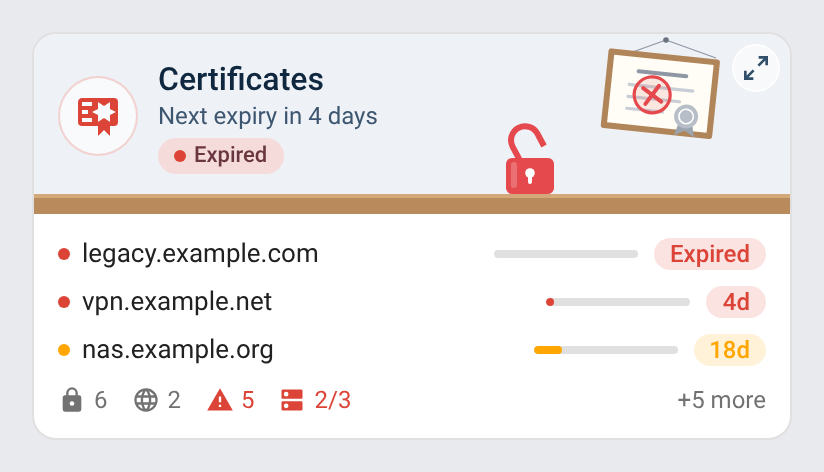 Certificates
Next expiry in 4 days
Expired
legacy.example.com Expired
vpn.example.net 4d
nas.example.org 18d
6 2 5 2/3 +5 more